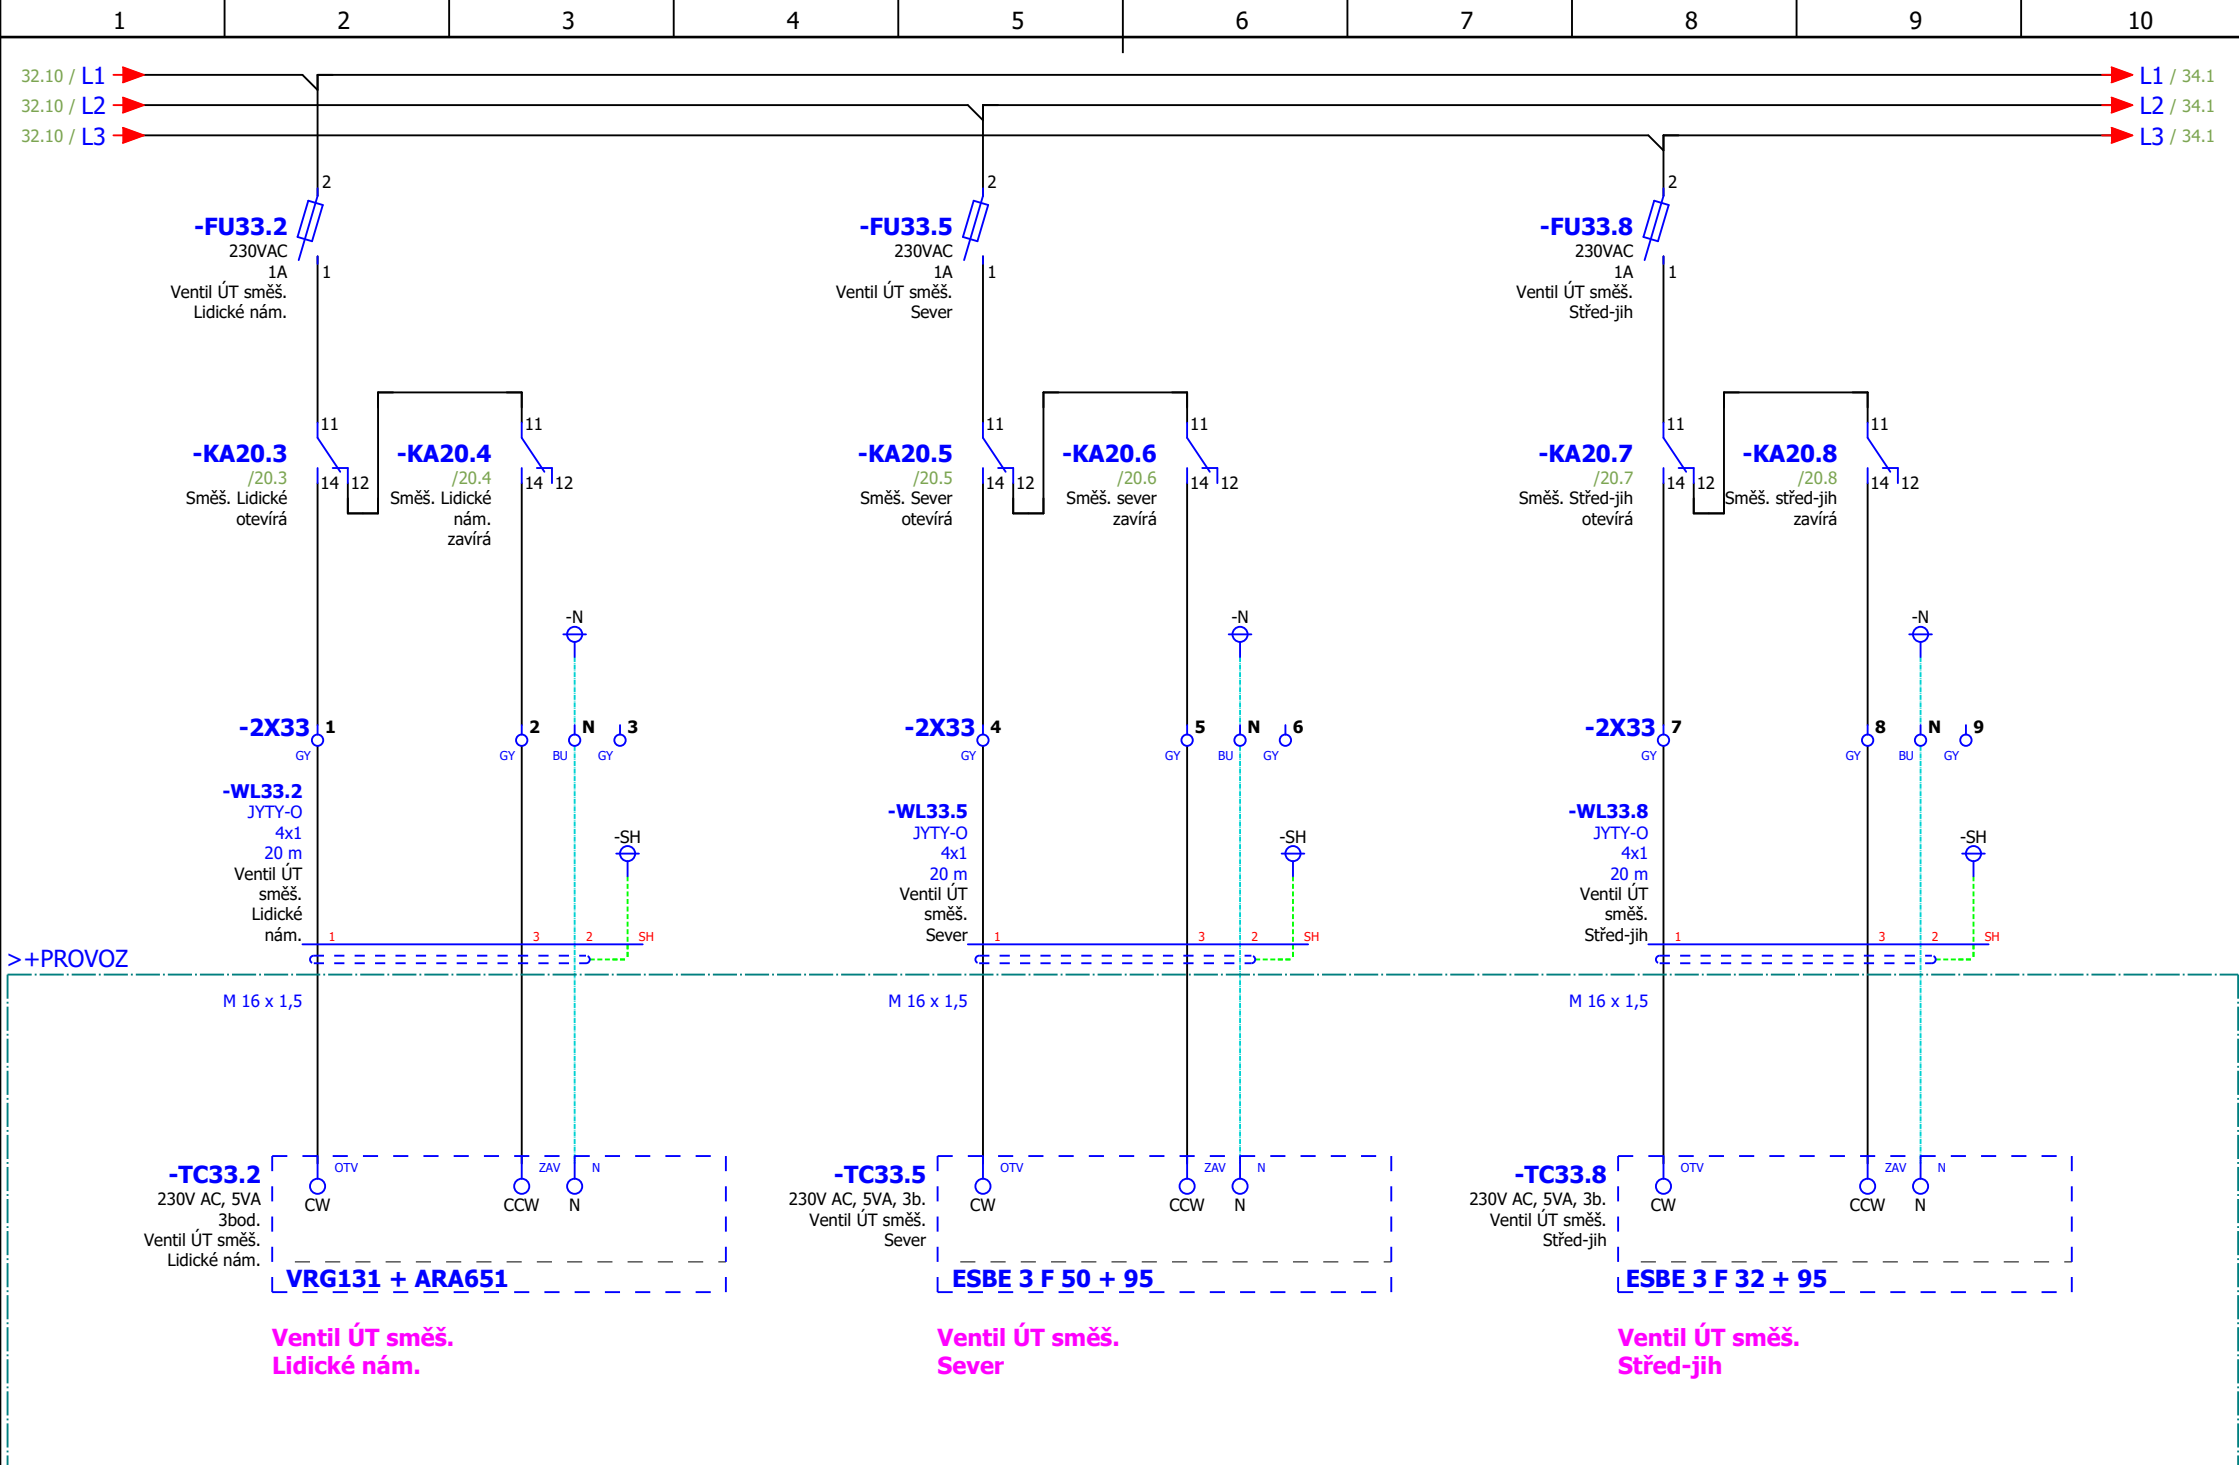 1 2 3 4 5 6 7 8 9 10
32.10 / L1 L1 / 34.1
32.10 / L2 L2 / 34.1
32.10 / L3 L3 / 34.1
2 2 2
-FU33.2 -FU33.5 -FU33.8
230VAC 230VAC 230VAC
1A 1 1A 1 1A 1
Ventil ÚT směš. Ventil ÚT směš. Ventil ÚT směš.
Lidické nám. Sever Střed-jih
11 11 11 11 11 11
-KA20.3 -KA20.4 -KA20.5 -KA20.6 -KA20.7 -KA20.8
/20.3 /20.4 /20.5 /20.6 /20.7 /20.8
14 12 14 12 14 12 14 12 14 12 14 12
Směš. Lidické Směš. Lidické Směš. Sever Směš. sever Směš. Střed-jih Směš. střed-jih
otevírá nám. otevírá zavírá otevírá zavírá
zavírá
-N -N -N
-2X33 1 2 N 3 -2X33 4 5 N 6 -2X33 7 8 N 9
GY GY BU GY GY GY BU GY GY GY BU GY
-WL33.2
JYTY-O -WL33.5 -WL33.8
4x1 JYTY-O JYTY-O
-SH -SH -SH
20 m 4x1 4x1
Ventil ÚT 20 m 20 m
směš. Ventil ÚT Ventil ÚT
Lidické směš. směš.
nám. 1 3 2 SH Sever 1 3 2 SH Střed-jih 1 3 2 SH
>+PROVOZ
M 16 x 1,5 M 16 x 1,5 M 16 x 1,5
OTV ZAV N OTV ZAV N OTV ZAV N
-TC33.2 -TC33.5 -TC33.8
230V AC, 5VA 230V AC, 5VA, 3b. 230V AC, 5VA, 3b.
CW CCW N CW CCW N CW CCW N
3bod. Ventil ÚT směš. Ventil ÚT směš.
Ventil ÚT směš. Sever Střed-jih
Lidické nám.
VRG131 + ARA651 ESBE 3 F 50 + 95 ESBE 3 F 32 + 95
Ventil ÚT směš. Ventil ÚT směš. Ventil ÚT směš.
Lidické nám. Sever Střed-jih